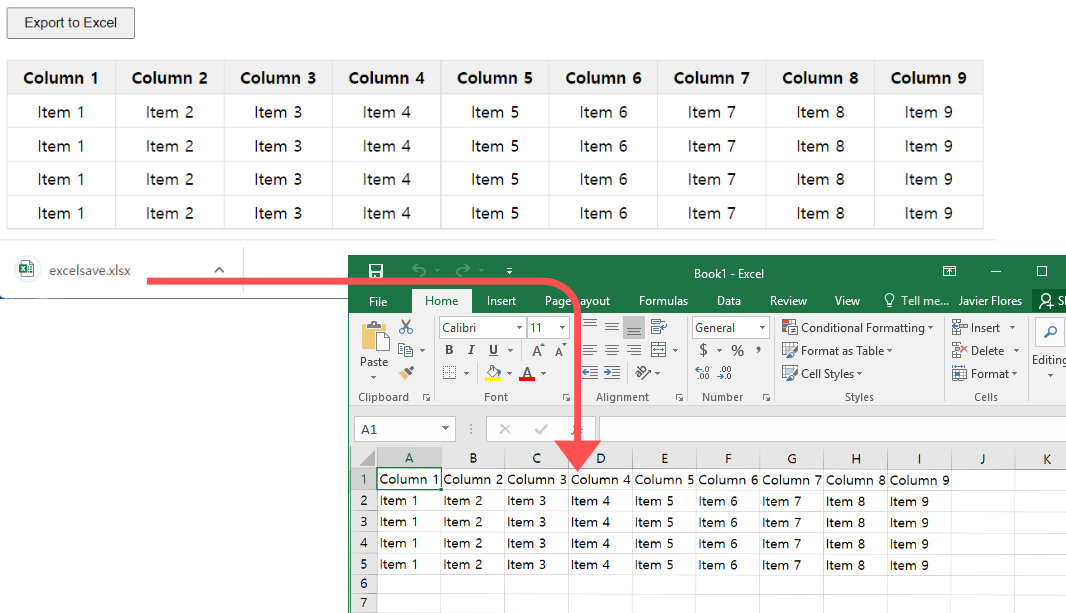 Export to Excel
Column 1 Column 2 Column 3 Column 4 Column 5 Column 6 Column 7 Column 8 Column 9
Item 1 Item 2 Item 3 Item 4 Item 5 Item 6 Item 7 Item 8 Item 9
Item 1 Item 2 Item 3 Item 4 Item 5 Item 6 Item 7 Item 8 Item 9
Item 1 Item 2 Item 3 Item 4 Item 5 Item 6 Item 7 Item 8 Item 9
Item 1 Item 2 Item 3 Item 4 Item 5 Item 6 Item 7 Item 8 Item 9
excelsave.xlsx
Book1 - Excel
File Home Insert Page Layout Formulas Data Review View Tell me... Javier Flores
Calibri 11 General Conditional Formatting Insert
Paste B I U A A $ % , Format as Table Delete Editing
A .00 .00 Cell Styles Format
Clipboard Font Alignment Number Styles Cells
A1
A B C D E F G H I J K
1 Column 1 Column 2 Column 3 Column 4 Column 5 Column 6 Column 7 Column 8 Column 9
2 Item 1 Item 2 Item 3 Item 4 Item 5 Item 6 Item 7 Item 8 Item 9
3 Item 1 Item 2 Item 3 Item 4 Item 5 Item 6 Item 7 Item 8 Item 9
4 Item 1 Item 2 Item 3 Item 4 Item 5 Item 6 Item 7 Item 8 Item 9
5 Item 1 Item 2 Item 3 Item 4 Item 5 Item 6 Item 7 Item 8 Item 9
6
7